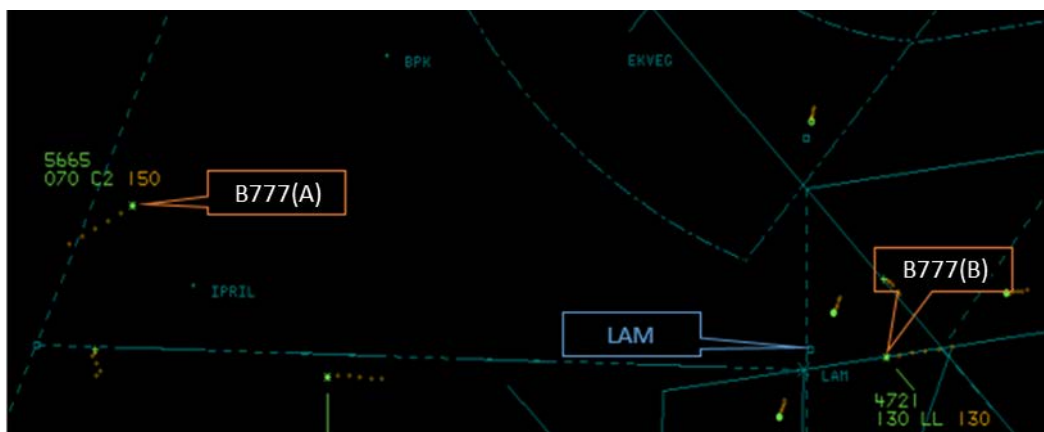 BPK
EKVEG
5665
070 C2 150
B777(A)
B777(B)
IPRIL
LAM
LAM
4721
130 LL 130